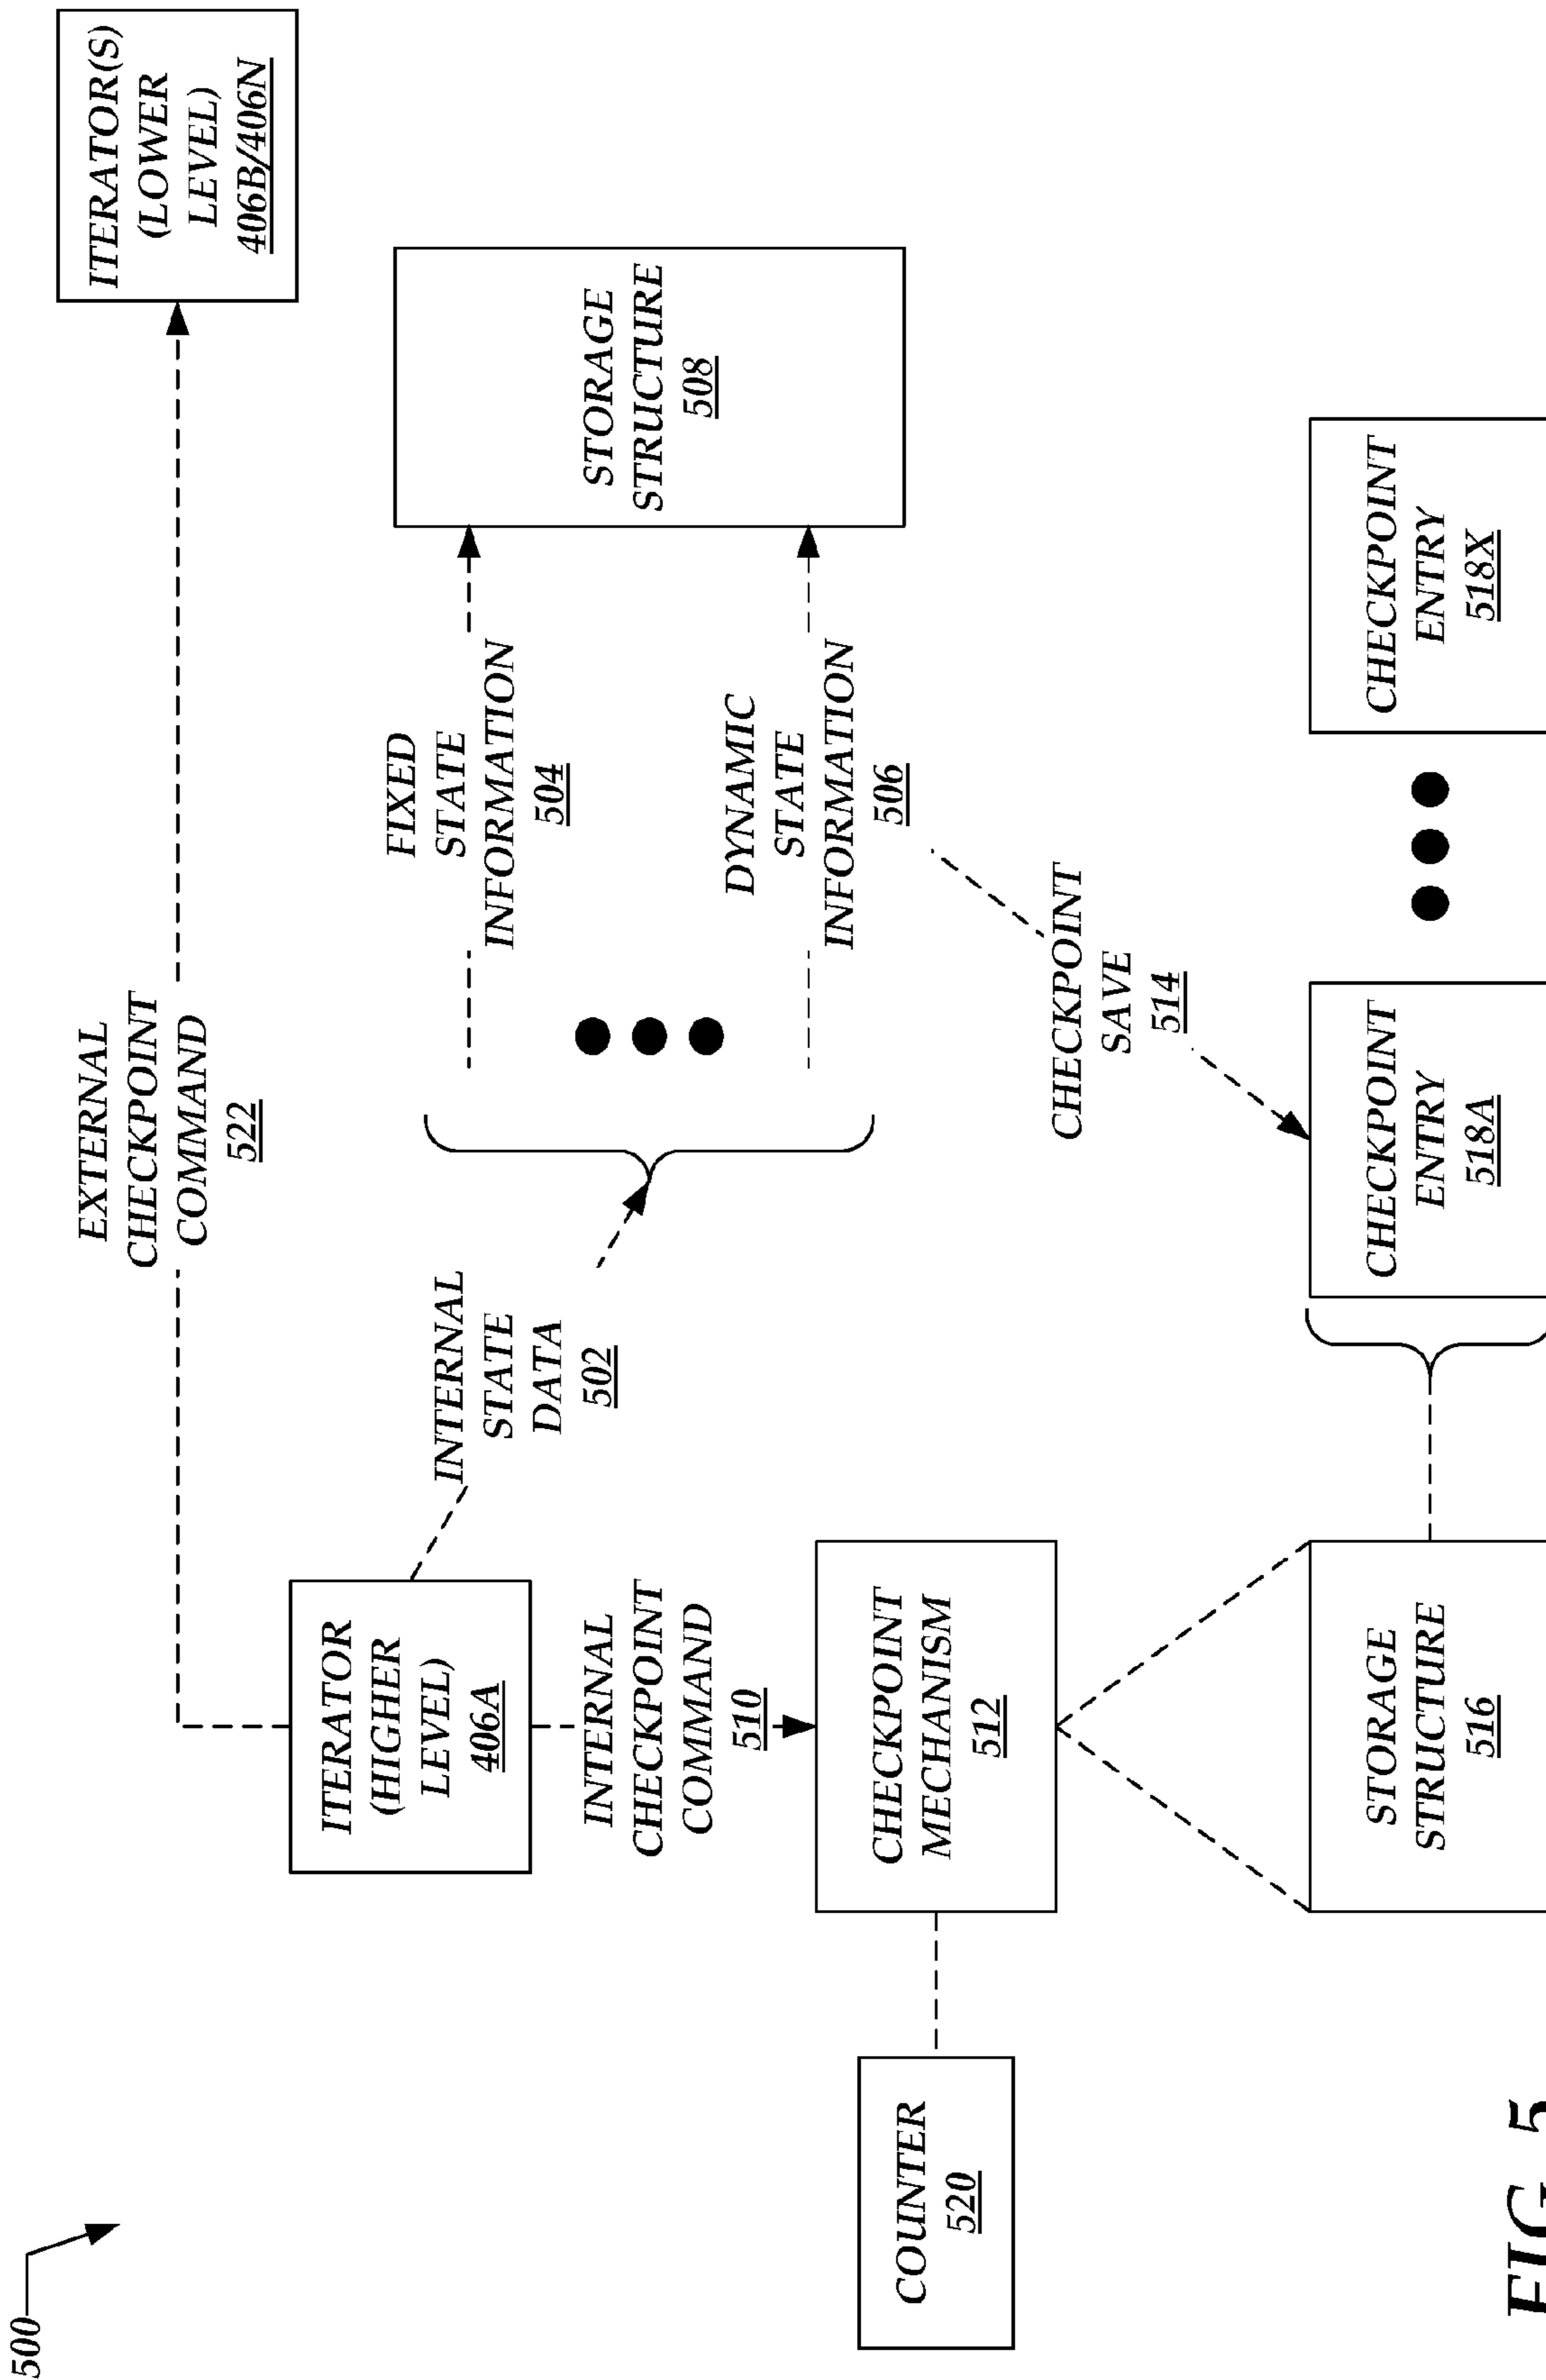 500
EXTERNAL
CHECKPOINT
COMMAND
522
ITERATOR(S)
(LOWER
LEVEL)
406B/406N
ITERATOR
(HIGHER
LEVEL)
406A
INTERNAL
STATE
DATA
502
FIXED
STATE
INFORMATION
504
DYNAMIC
STATE
INFORMATION
506
STORAGE
STRUCTURE
508
INTERNAL
CHECKPOINT
COMMAND
510
COUNTER
520
CHECKPOINT
MECHANISM
512
CHECKPOINT
SAVE
514
STORAGE
STRUCTURE
516
CHECKPOINT
ENTRY
518A
CHECKPOINT
ENTRY
518X
FIG. 5